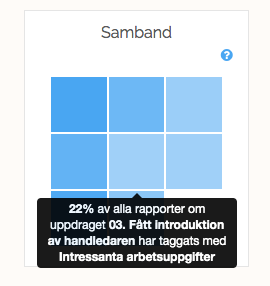 Samband
?
22% av alla rapporter om
uppdraget 03. Fått introduktion
av handledaren har taggats med
Intressanta arbetsuppgifter